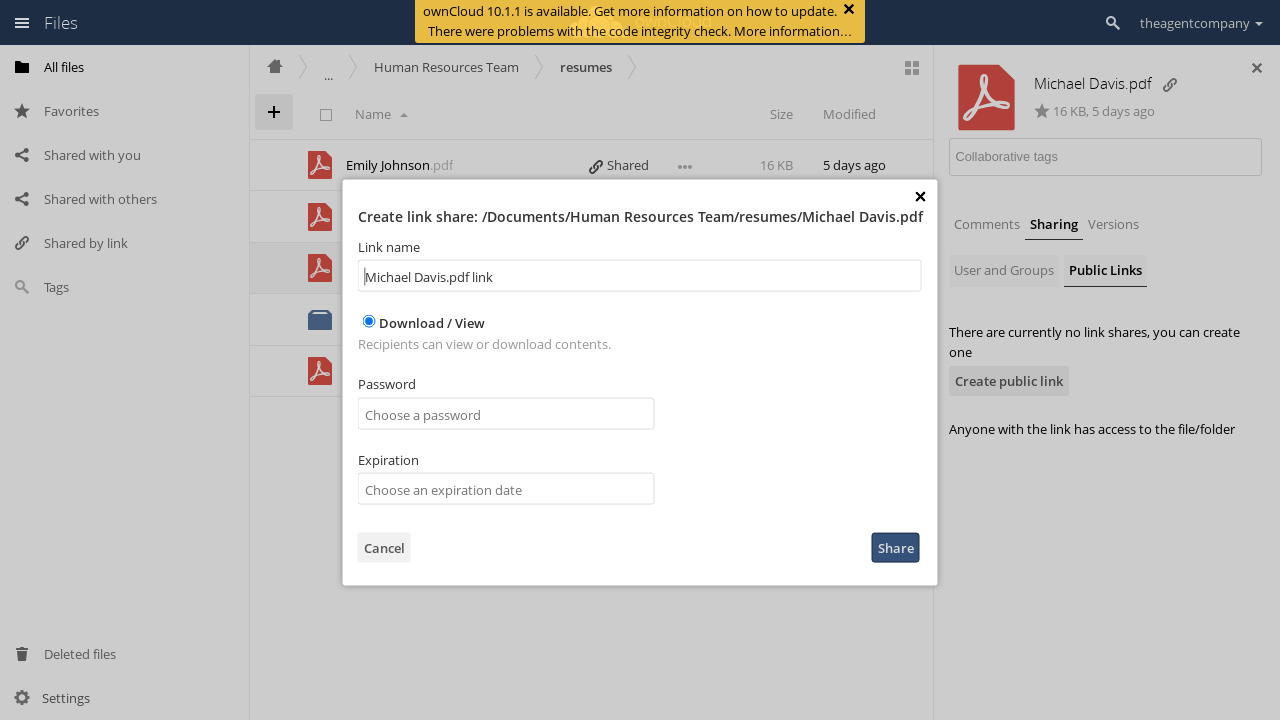 Files
ownCloud 10.1.1 is available. Get more information on how to update.
There were problems with the code integrity check. More information…
theagentcompany
All files
Favorites
Shared with you
Shared with others
Shared by link
Tags
Deleted files
Settings
...
Human Resources Team
resumes
Name
Size
Modified
Emily Johnson.pdf
Shared
16 KB
5 days ago
Create link share: /Documents/Human Resources Team/resumes/Michael Davis.pdf
Link name
Michael Davis.pdf link
Download / View
Recipients can view or download contents.
Password
Choose a password
Expiration
Choose an expiration date
Cancel
Share
Michael Davis.pdf
16 KB, 5 days ago
Collaborative tags
Comments
Sharing
Versions
User and Groups
Public Links
There are currently no link shares, you can create
one
Create public link
Anyone with the link has access to the file/folder